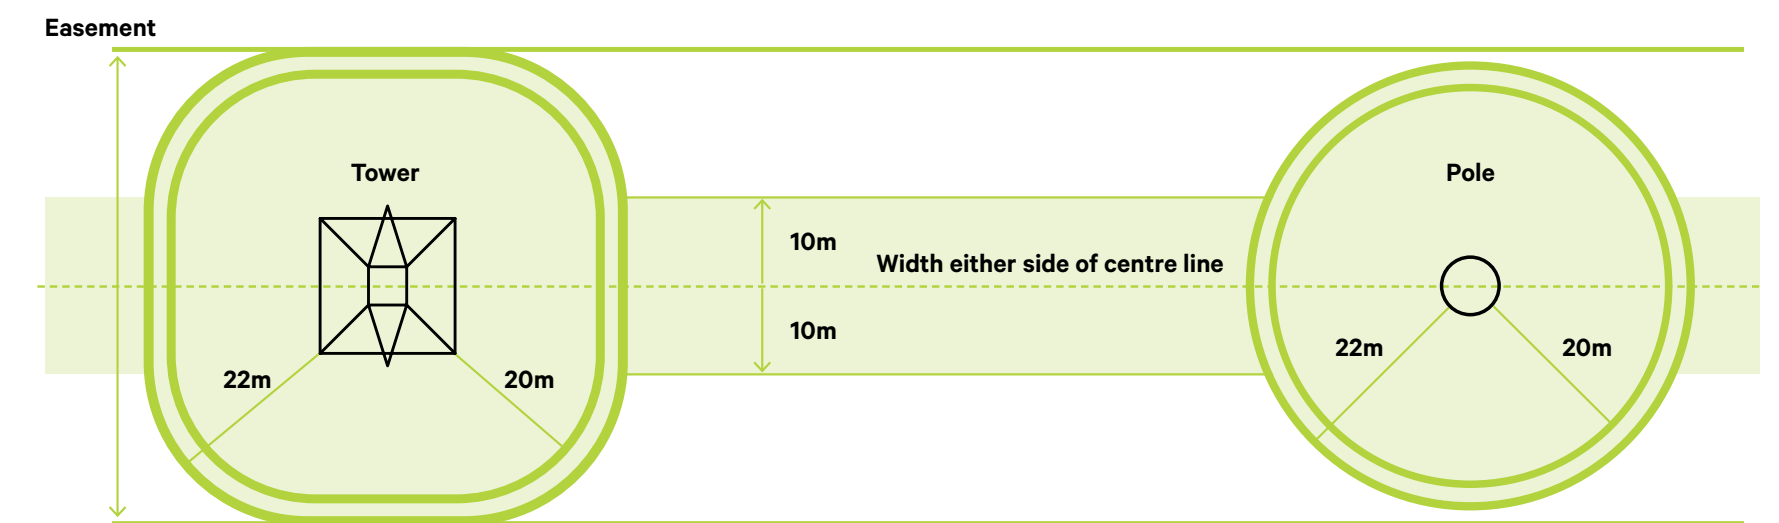 Easement
Tower
Pole
10m
Width either side of centre line
10m
22m
20m
22m
20m